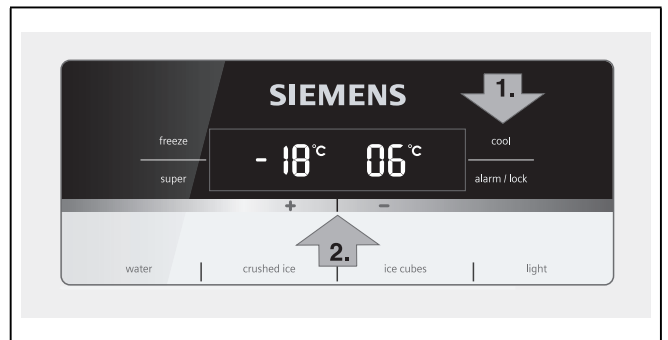 SIEMENS
1.
freeze
super
- 18°C
06°C
cool
alarm / lock
+
-
2.
water
crushed ice
ice cubes
light